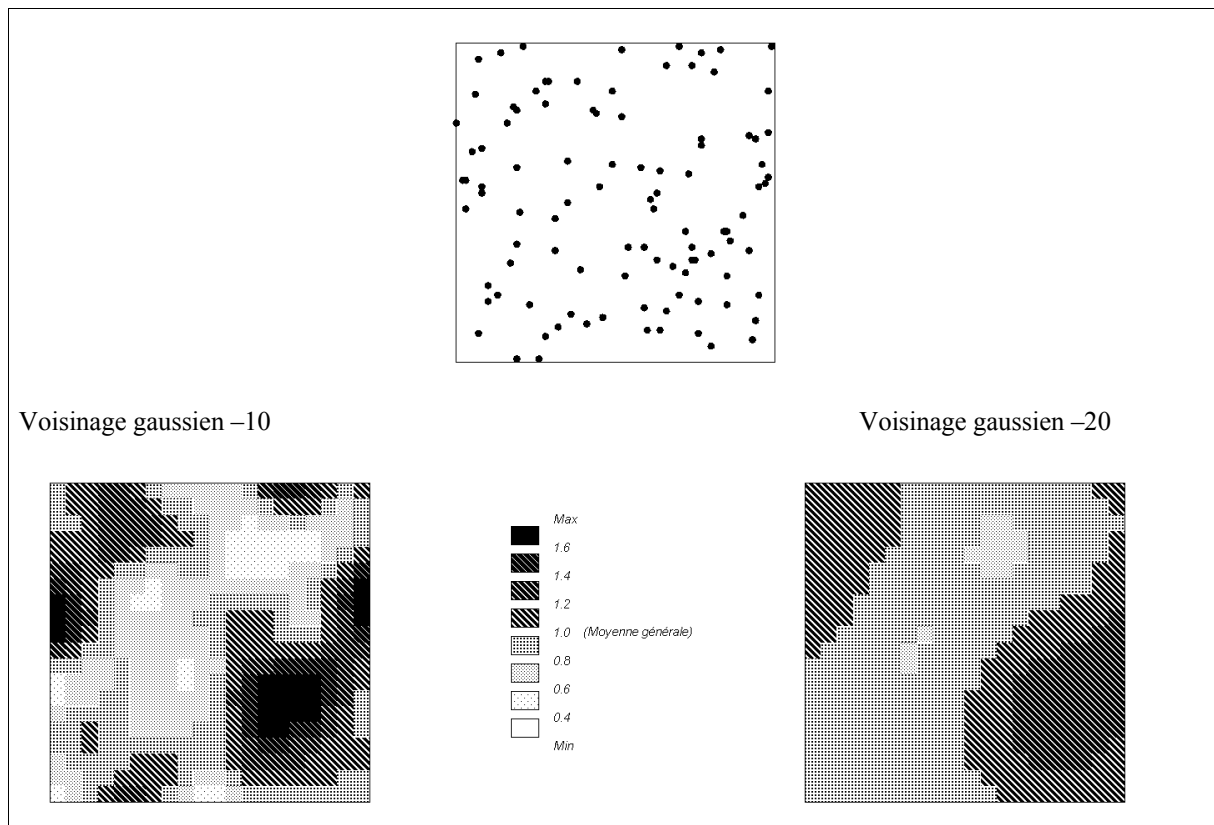 Voisinage gaussien –10
Voisinage gaussien –20
Max
1.6
1.4
1.2
1.0 (Moyenne générale)
0.8
0.6
0.4
Min